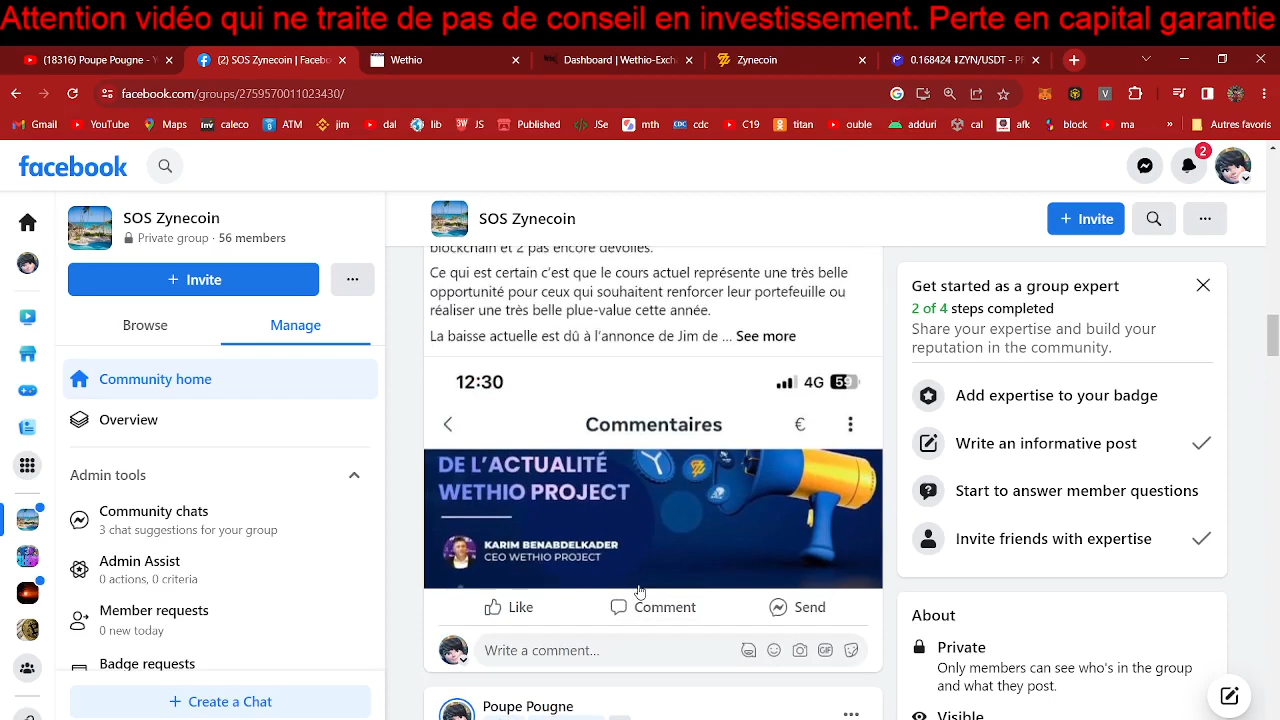 Attention vidéo qui ne traite de pas de conseil en investissement. Perte en capital garantie
(18316) Poupe Pougne - Y
(2) SOS Zynecoin | Facebo
Wethio
Dashboard | Wethio-Exch
Zynecoin
0.168424 ZYN/USDT - P
facebook.com/groups/2759570011023430/
Gmail YouTube Maps caleco ATM jim dal lib JS Published JSe mth cdc C19 titan ouble adduri cal afk block ma » Autres favoris
facebook
2
SOS Zynecoin
Private group · 56 members
+ Invite
...
Browse
Manage
Community home
Overview
Admin tools
Community chats
3 chat suggestions for your group
Admin Assist
0 actions, 0 criteria
Member requests
0 new today
Badge requests
+ Create a Chat
SOS Zynecoin
+ Invite
...
blockchain et 2 pas encore dévoilés.
Ce qui est certain c'est que le cours actuel représente une très belle
opportunité pour ceux qui souhaitent renforcer leur portefeuille ou
réaliser une très belle plue-value cette année.
La baisse actuelle est dû à l'annonce de Jim de ... See more
12:30
4G 59
Commentaires €
DE L'ACTUALITÉ
WETHIO PROJECT
KARIM BENABDELKADER
CEO WETHIO PROJECT
Like
Comment
Send
Write a comment...
GIF
Poupe Pougne
...
Get started as a group expert
2 of 4 steps completed
Share your expertise and build your
reputation in the community.
Add expertise to your badge
Write an informative post
Start to answer member questions
Invite friends with expertise
About
Private
Only members can see who's in the group
and what they post.
Visible